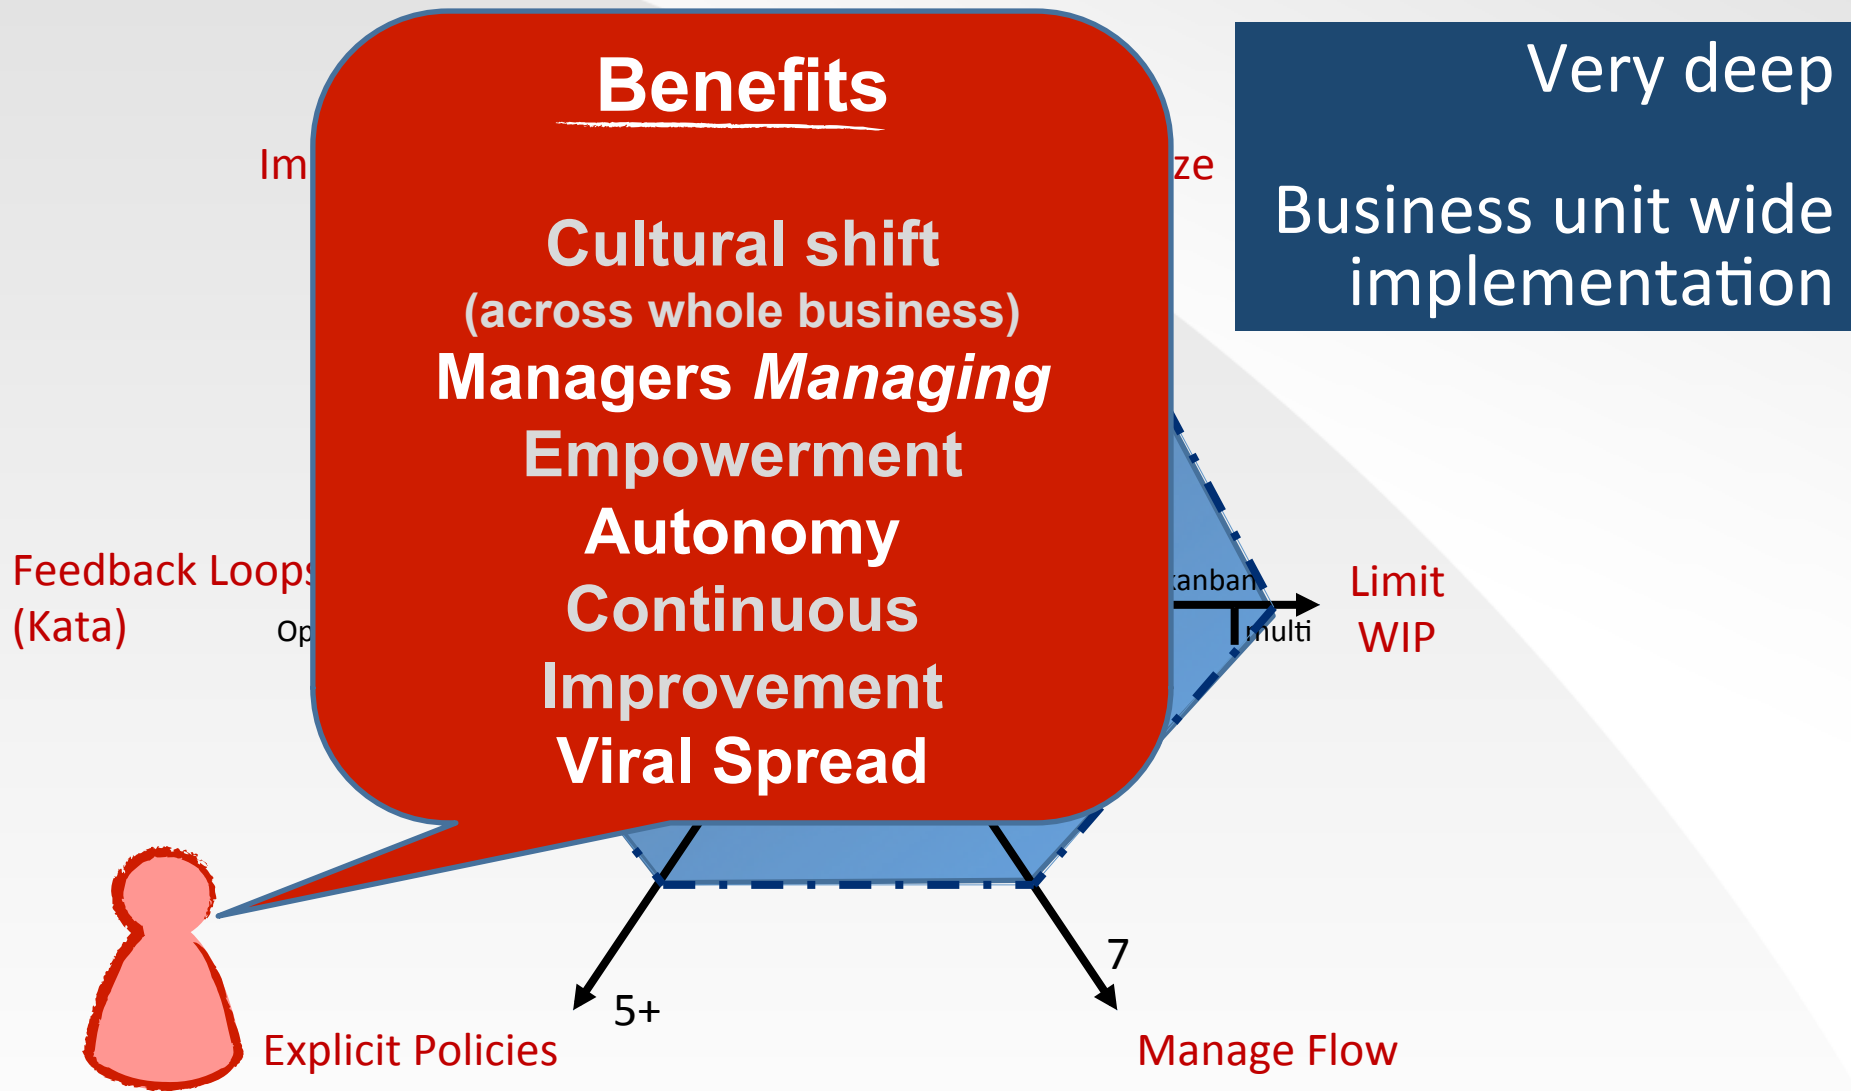 Benefits
Cultural shift
(across whole business)
Managers Managing
Empowerment
Autonomy
Continuous
Improvement
Viral Spread
Very deep
Business unit wide
implementation
Im
ze
Feedback Loops
(Kata)
Op
kanban
multi
Limit
WIP
5+
7
Explicit Policies
Manage Flow